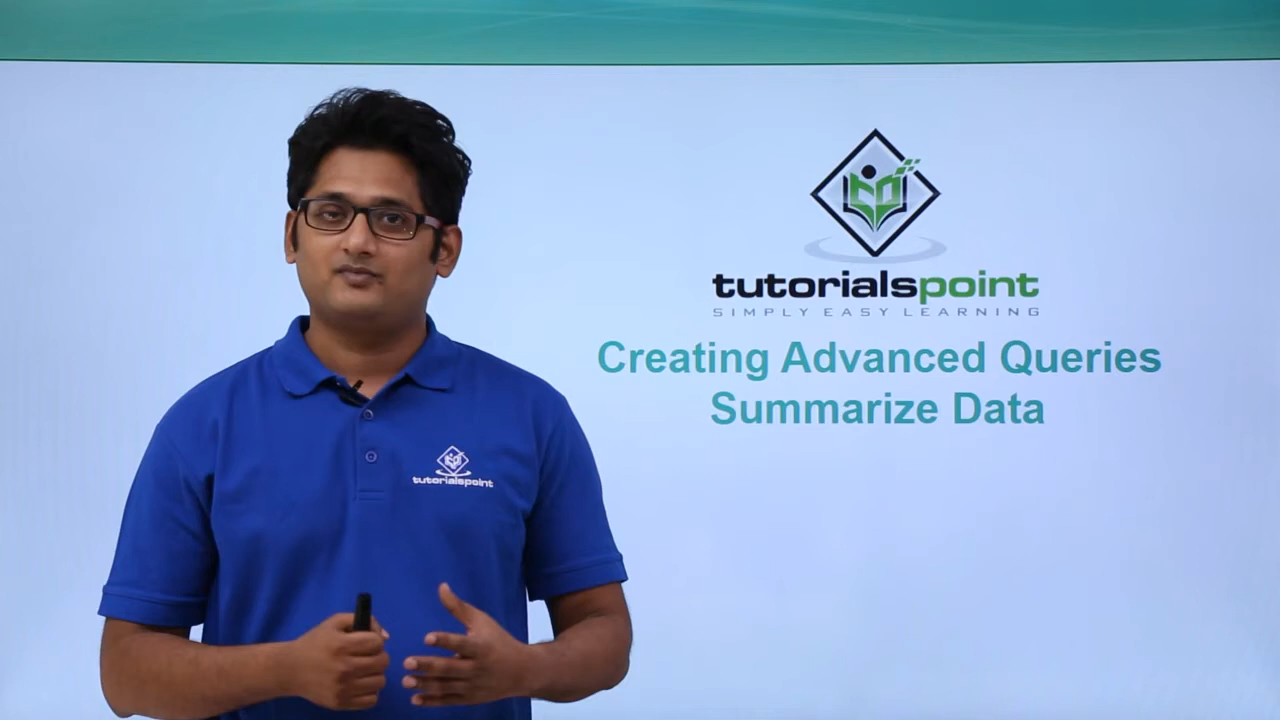 tutorialspoint
SIMPLY EASY LEARNING
Creating Advanced Queries
Summarize Data
tutorialspoint